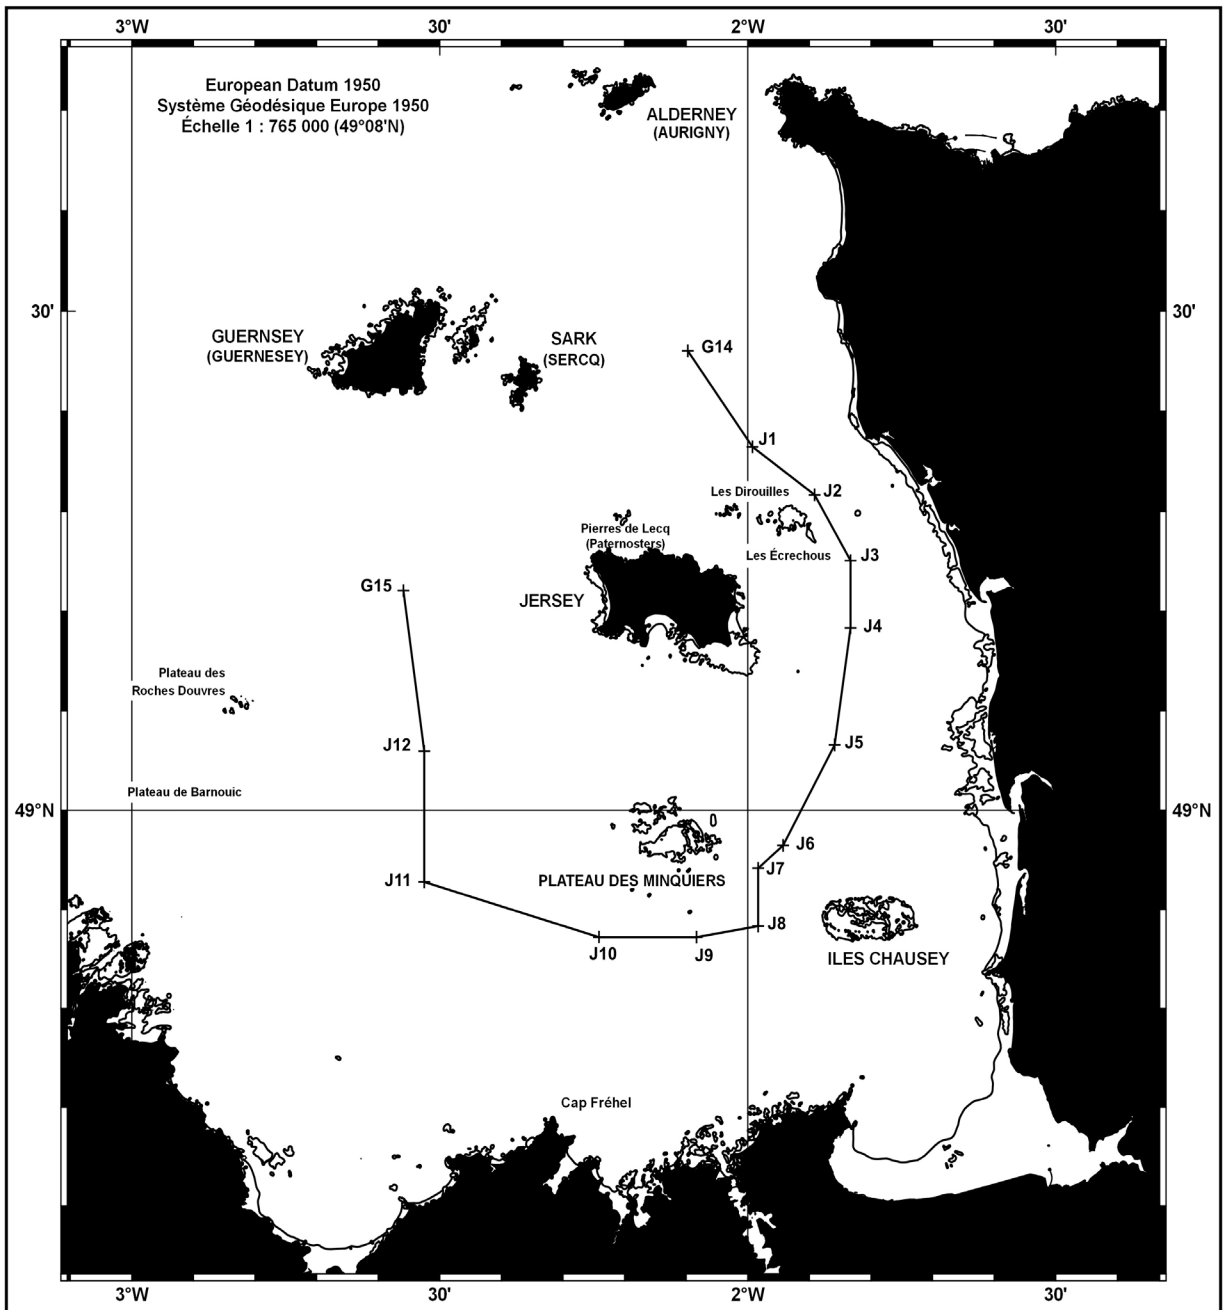 3°W 30' 2°W 30'
European Datum 1950
Système Géodésique Europe 1950
Échelle 1 : 765 000 (49°08'N)
ALDERNEY
(AURIGNY)
30' 30'
GUERNSEY
(GUERNESEY)
SARK
(SERCQ)
G14
J1
Les Dirouilles
J2
Pierres de Lecq
(Paternosters)
Les Écrechous
J3
G15
JERSEY
J4
Plateau des
Roches Douvres
J12
J5
Plateau de Barnouic
49°N 49°N
J6
J7
J11
PLATEAU DES MINQUIERS
J8
J10
J9
ILES CHAUSEY
Cap Fréhel
3°W 30' 2°W 30'